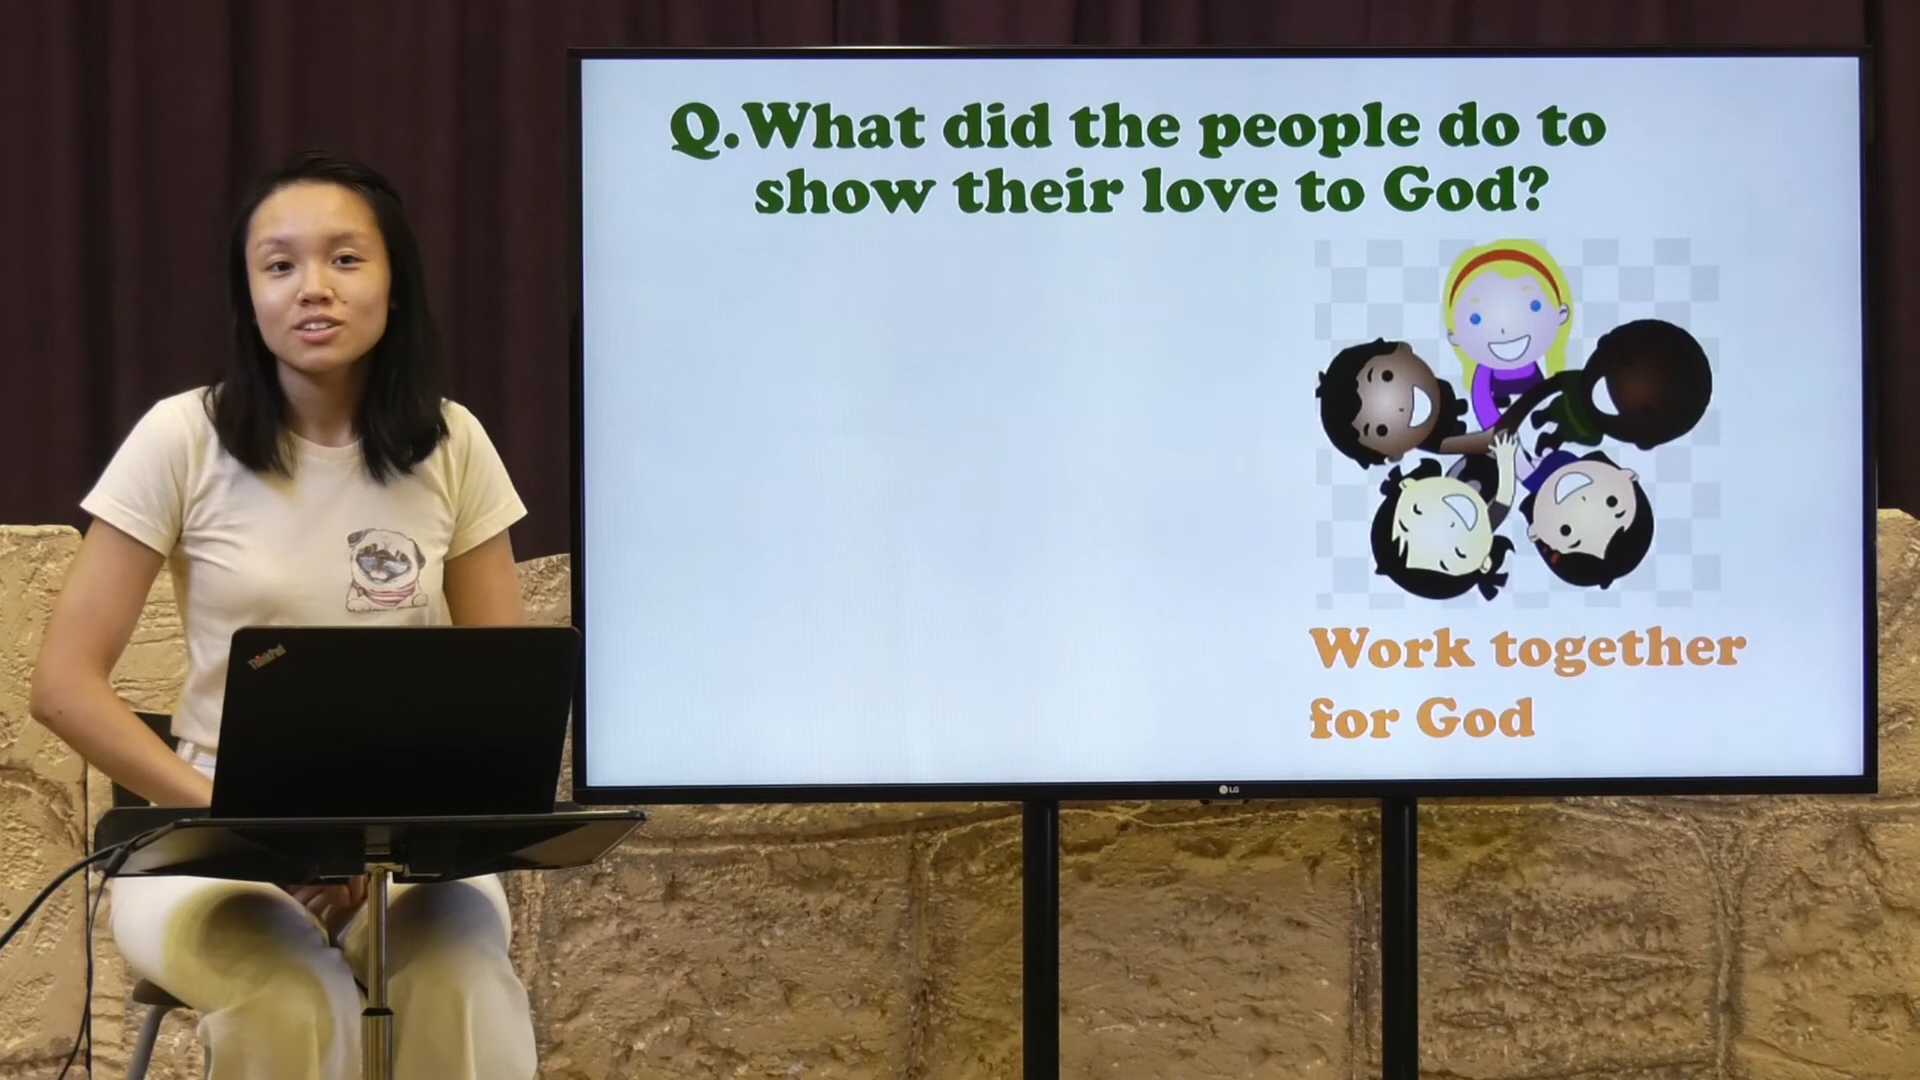 Q.What did the people do to
show their love to God?
Work together
for God
ThinkPad
LG